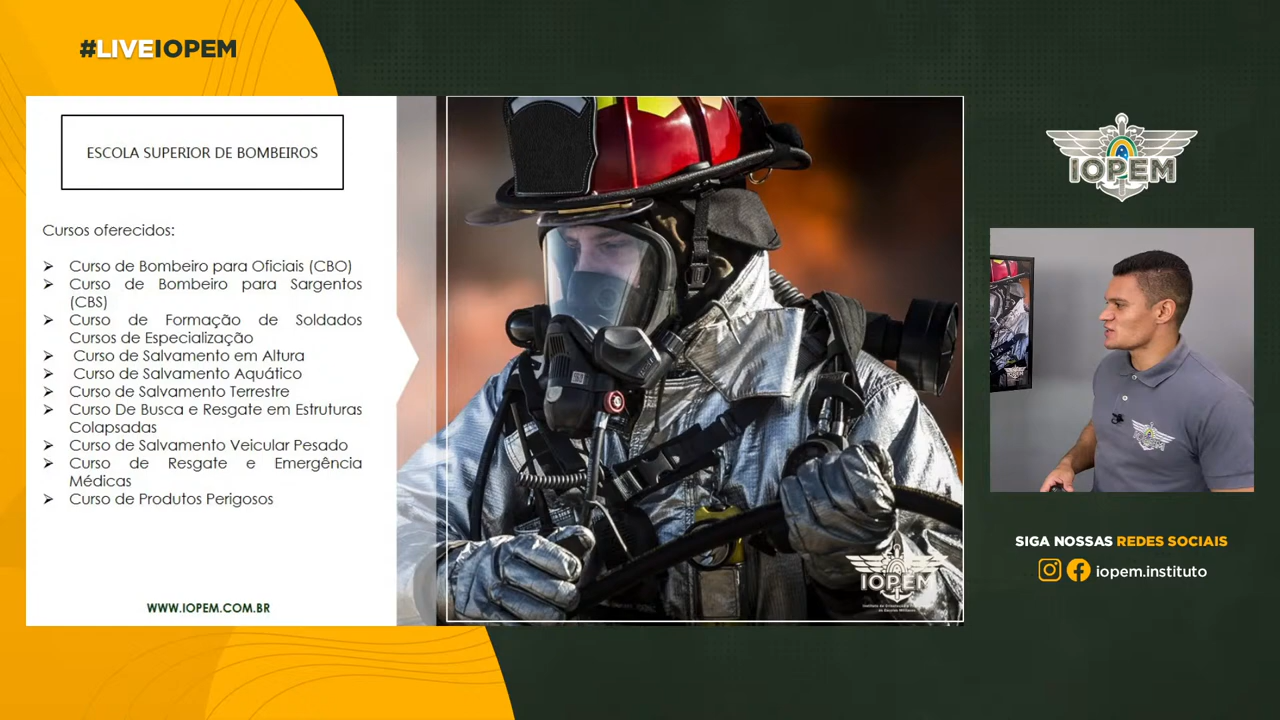 #LIVEIOPEM
ESCOLA SUPERIOR DE BOMBEIROS
Cursos oferecidos:
➢ Curso de Bombeiro para Oficiais (CBO)
➢ Curso de Bombeiro para Sargentos
(CBS)
➢ Curso de Formação de Soldados
Cursos de Especialização
➢ Curso de Salvamento em Altura
➢ Curso de Salvamento Aquático
➢ Curso de Salvamento Terrestre
➢ Curso De Busca e Resgate em Estruturas
Colapsadas
➢ Curso de Salvamento Veicular Pesado
➢ Curso de Resgate e Emergência
Médicas
➢ Curso de Produtos Perigosos
WWW.IOPEM.COM.BR
IOPEM
IOPEM
SIGA NOSSAS REDES SOCIAIS
iopem.instituto